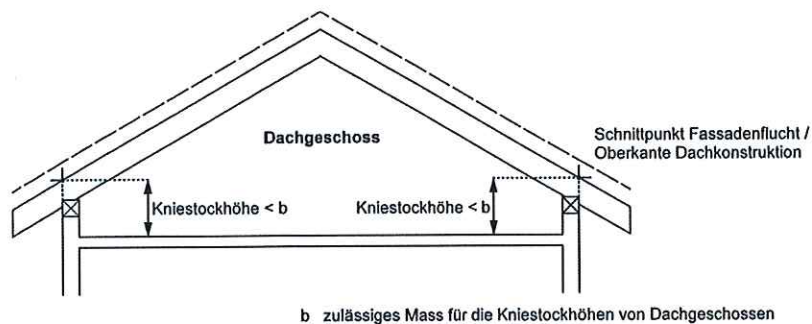 Dachgeschoss
Schnittpunkt Fassadenflucht /
Oberkante Dachkonstruktion
Kniestockhöhe < b
Kniestockhöhe < b
b zulässiges Mass für die Kniestockhöhen von Dachgeschossen